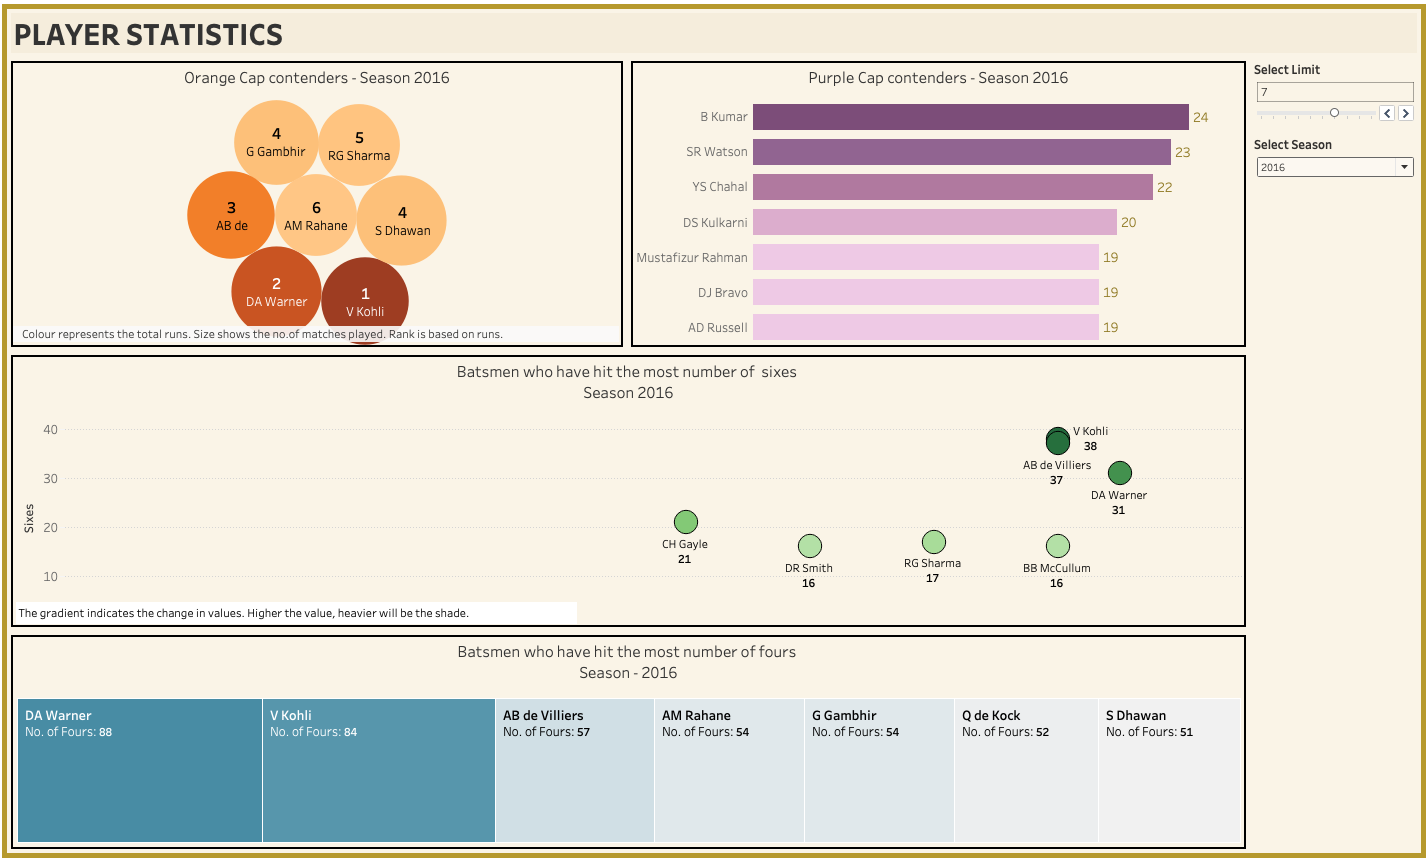 PLAYER STATISTICS
Orange Cap contenders - Season 2016
4
G Gambhir
5
RG Sharma
3
AB de
6
AM Rahane
4
S Dhawan
2
DA Warner
1
V Kohli
Colour represents the total runs. Size shows the no.of matches played. Rank is based on runs.
Purple Cap contenders - Season 2016
B Kumar 24
SR Watson 23
YS Chahal 22
DS Kulkarni 20
Mustafizur Rahman 19
DJ Bravo 19
AD Russell 19
Select Limit
7
Select Season
2016
Batsmen who have hit the most number of sixes
Season 2016
Sixes
40
30
20
10
V Kohli
38
AB de Villiers
37
DA Warner
31
CH Gayle
21
DR Smith
16
RG Sharma
17
BB McCullum
16
The gradient indicates the change in values. Higher the value, heavier will be the shade.
Batsmen who have hit the most number of fours
Season - 2016
DA Warner
No. of Fours: 88
V Kohli
No. of Fours: 84
AB de Villiers
No. of Fours: 57
AM Rahane
No. of Fours: 54
G Gambhir
No. of Fours: 54
Q de Kock
No. of Fours: 52
S Dhawan
No. of Fours: 51